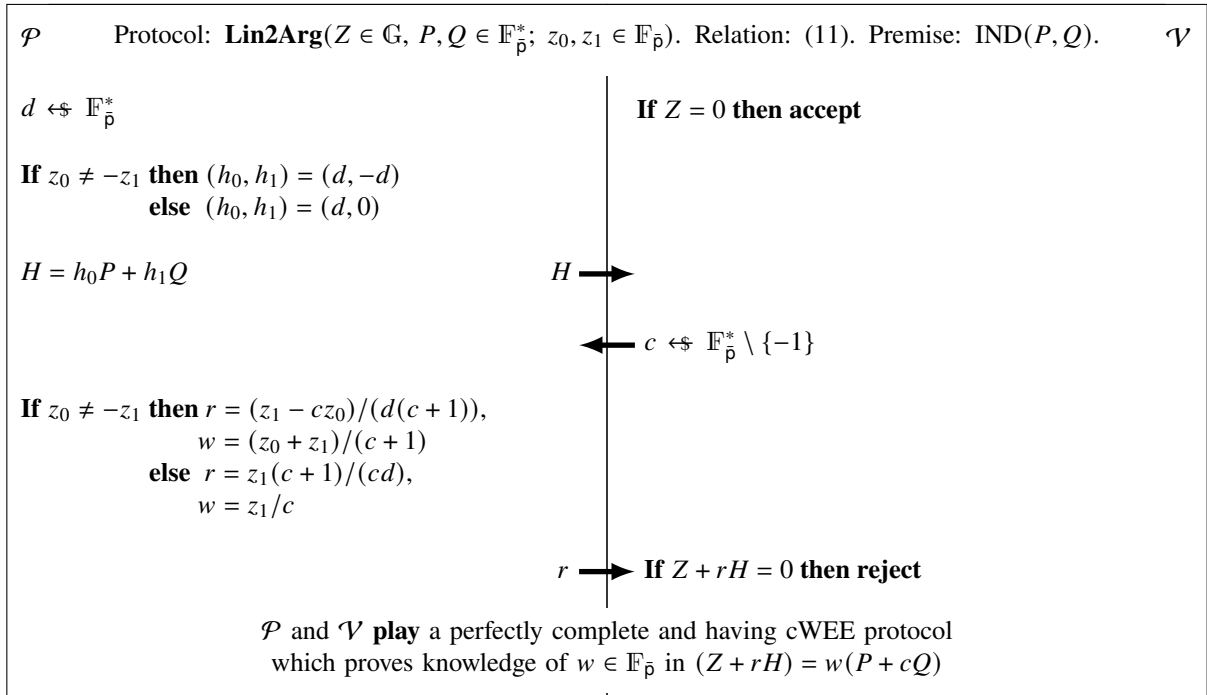 𝒫 Protocol: Lin2Arg(Z ∈ 𝔾, P, Q ∈ 𝔽*_p̄; z₀, z₁ ∈ 𝔽_p̄). Relation: (11). Premise: IND(P, Q). 𝒱
d ←$ 𝔽*_p̄
If Z = 0 then accept
If z₀ ≠ −z₁ then (h₀, h₁) = (d, −d)
else (h₀, h₁) = (d, 0)
H = h₀P + h₁Q
H
c ←$ 𝔽*_p̄ \ {−1}
If z₀ ≠ −z₁ then r = (z₁ − cz₀)/(d(c + 1)),
w = (z₀ + z₁)/(c + 1)
else r = z₁(c + 1)/(cd),
w = z₁/c
r If Z + rH = 0 then reject
𝒫 and 𝒱 play a perfectly complete and having cWEE protocol
which proves knowledge of w ∈ 𝔽_p̄ in (Z + rH) = w(P + cQ)